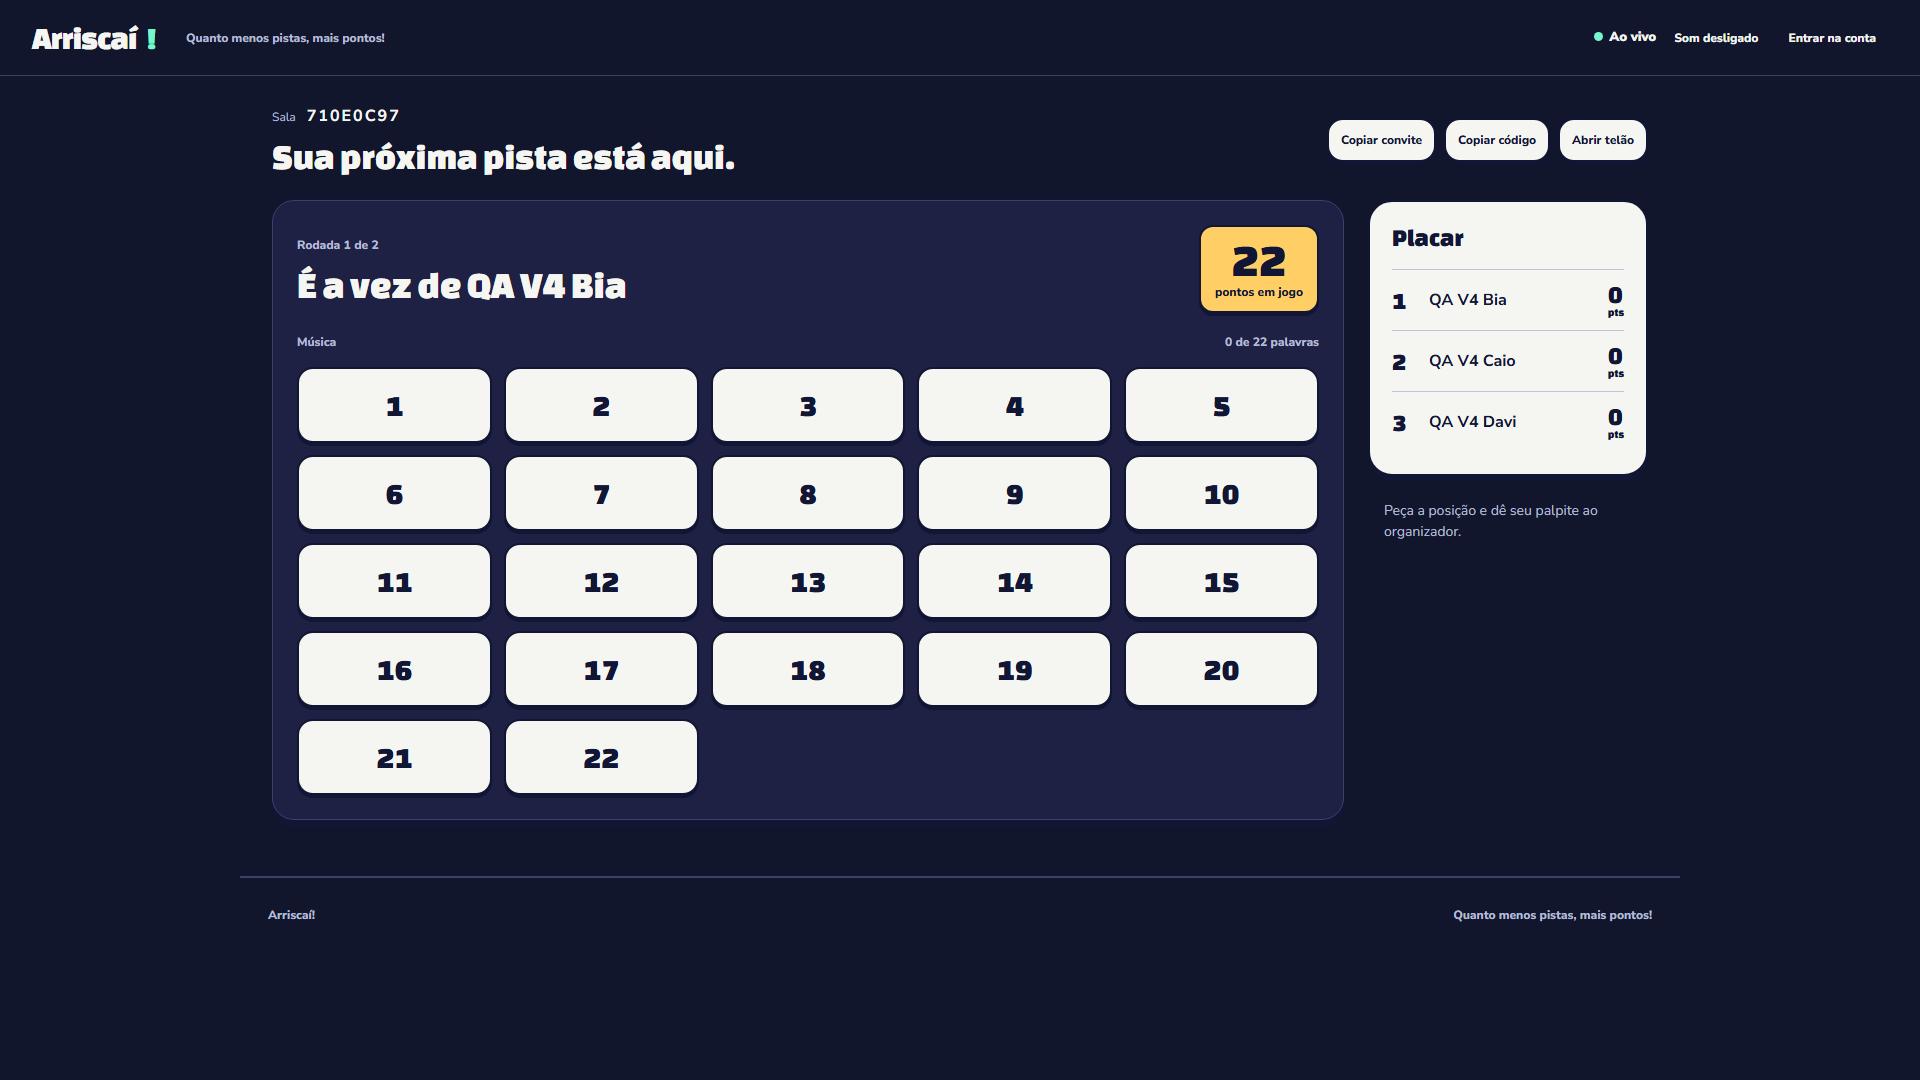 Arriscaí !
Quanto menos pistas, mais pontos!
Ao vivo
Som desligado
Entrar na conta
Sala 710E0C97
Sua próxima pista está aqui.
Copiar convite
Copiar código
Abrir telão
Rodada 1 de 2
É a vez de QA V4 Bia
22
pontos em jogo
Música
0 de 22 palavras
1
2
3
4
5
6
7
8
9
10
11
12
13
14
15
16
17
18
19
20
21
22
Placar
1 QA V4 Bia 0 pts
2 QA V4 Caio 0 pts
3 QA V4 Davi 0 pts
Peça a posição e dê seu palpite ao
organizador.
Arriscaí!
Quanto menos pistas, mais pontos!